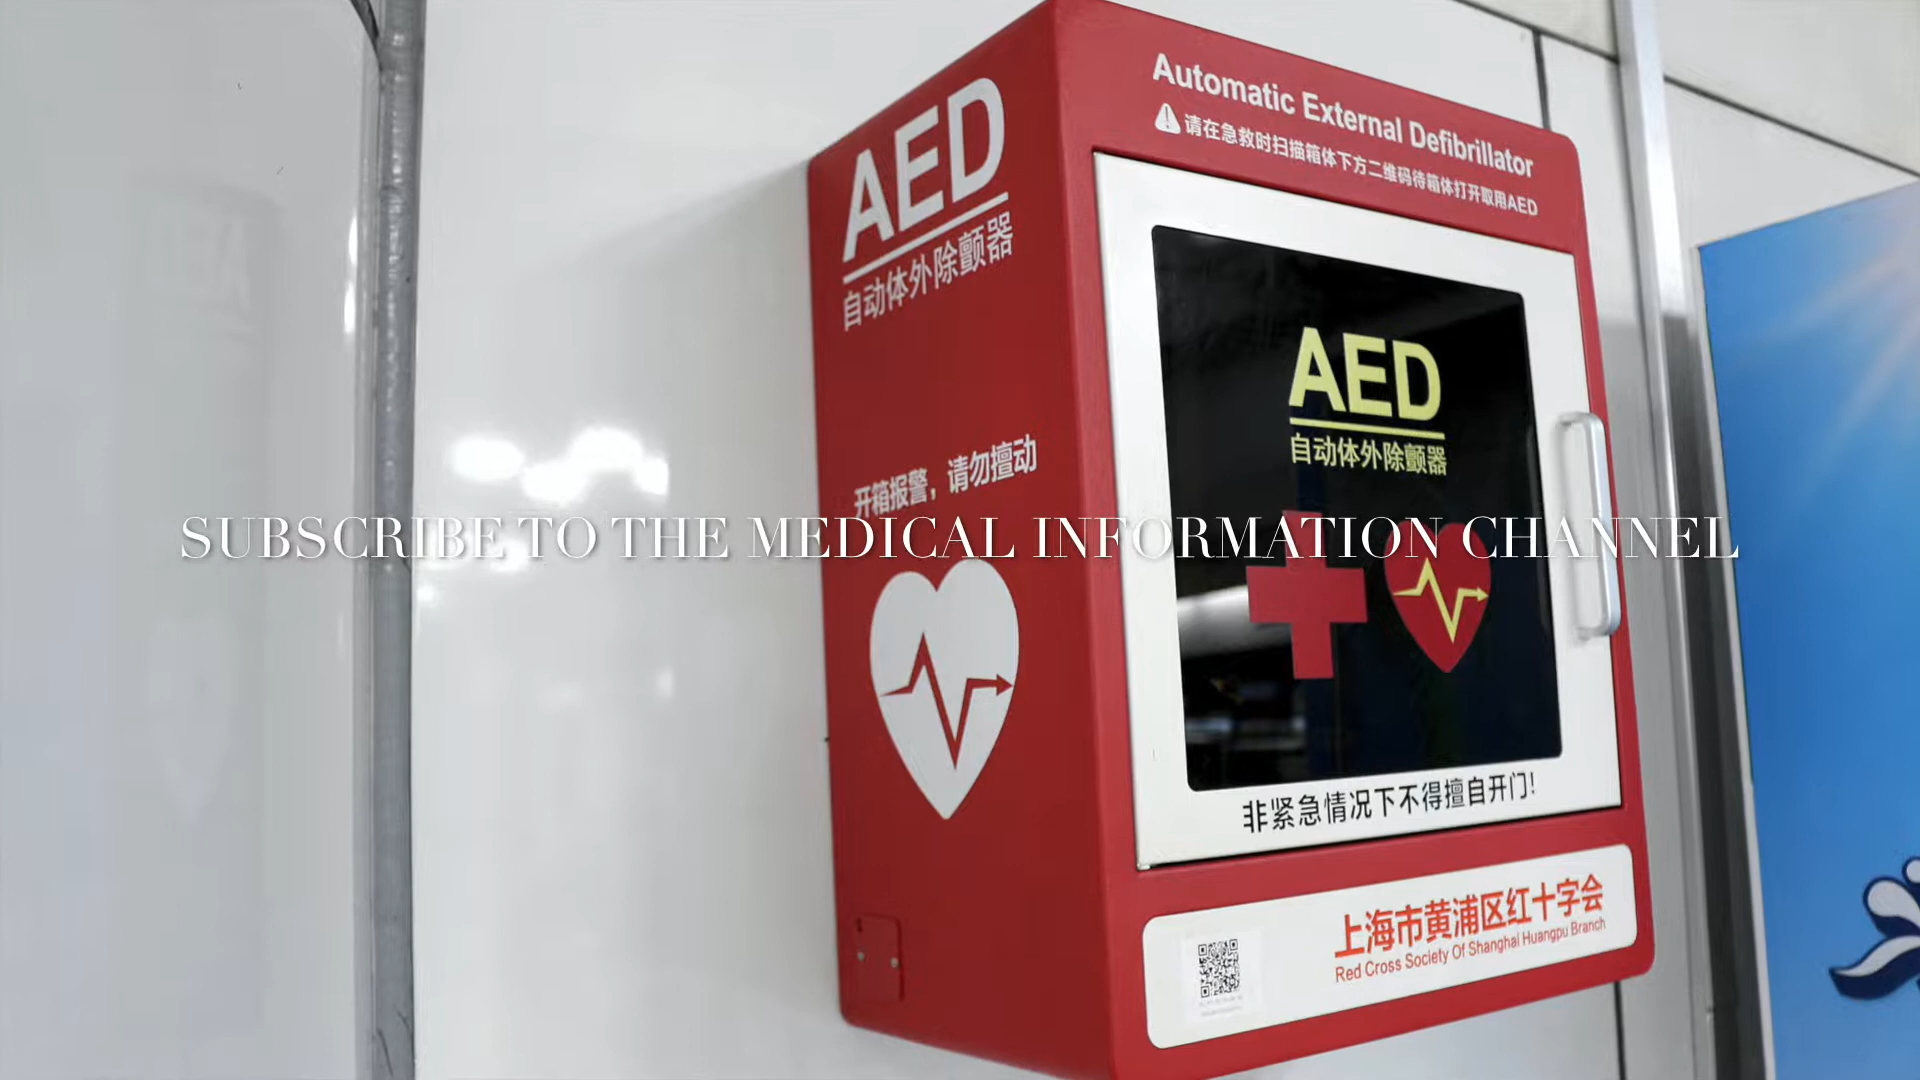 AED
自动体外除颤器
开箱报警，请勿擅动
Automatic External Defibrillator
请在急救时扫描箱体下方二维码待箱体打开取用AED
AED
自动体外除颤器
SUBSCRIBE TO THE MEDICAL INFORMATION CHANNEL
非紧急情况下不得擅自开门!
上海市黄浦区红十字会
Red Cross Society Of Shanghai Huangpu Branch